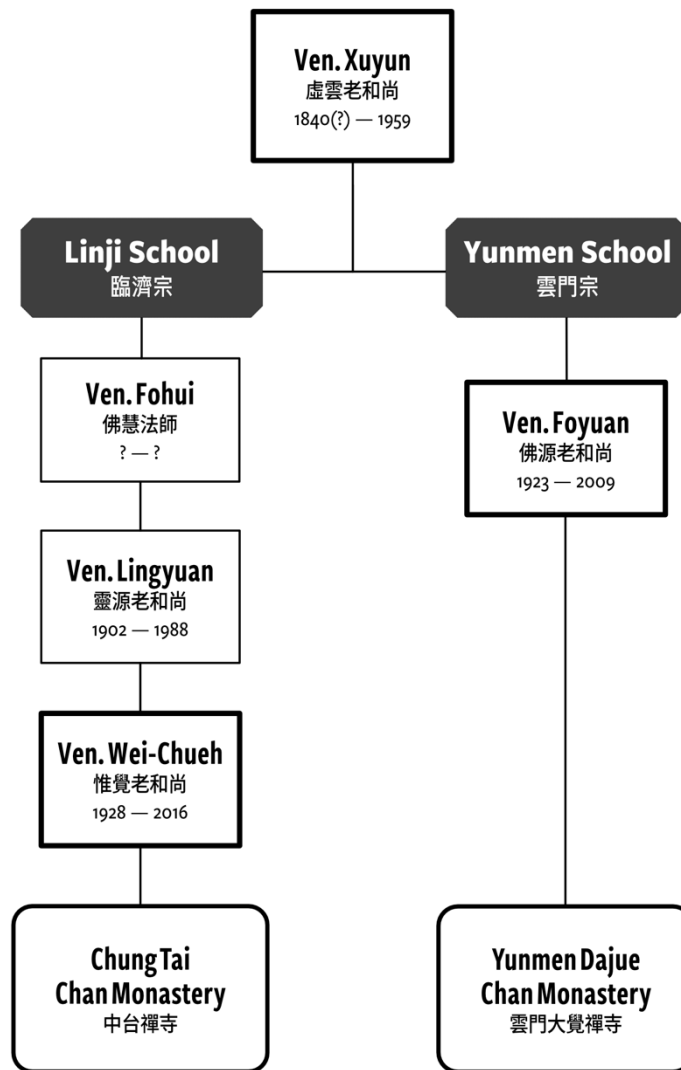 Ven. Xuyun
虛雲老和尚
1840(?) — 1959
Linji School
臨濟宗
Yunmen School
雲門宗
Ven. Fohui
佛慧法師
? — ?
Ven. Foyuan
佛源老和尚
1923 — 2009
Ven. Lingyuan
靈源老和尚
1902 — 1988
Ven. Wei-Chueh
惟覺老和尚
1928 — 2016
Chung Tai
Chan Monastery
中台禪寺
Yunmen Dajue
Chan Monastery
雲門大覺禪寺